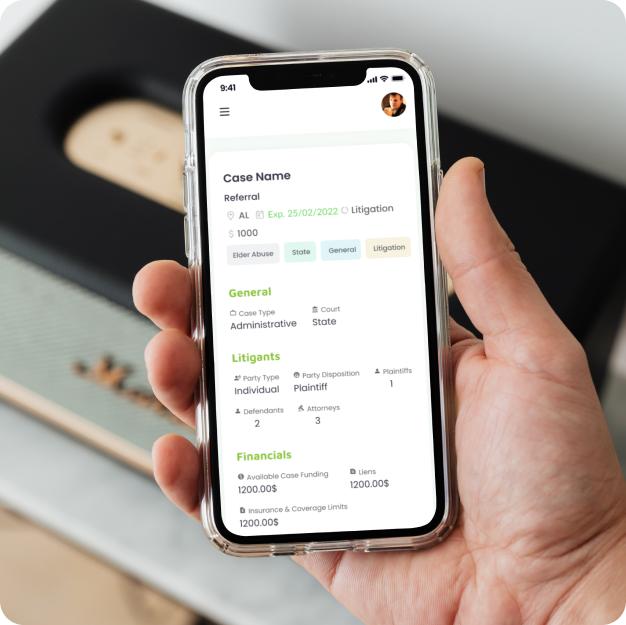 9:41
Case Name
Referral
AL Exp. 25/02/2022 Litigation
$ 1000
Elder Abuse State General Litigation
General
Case Type Court
Administrative State
Litigants
Party Type Party Disposition Plaintiffs
Individual Plaintiff 1
Defendants Attorneys
2 3
Financials
Available Case Funding Liens
1200.00$ 1200.00$
Insurance & Coverage Limits
1200.00$